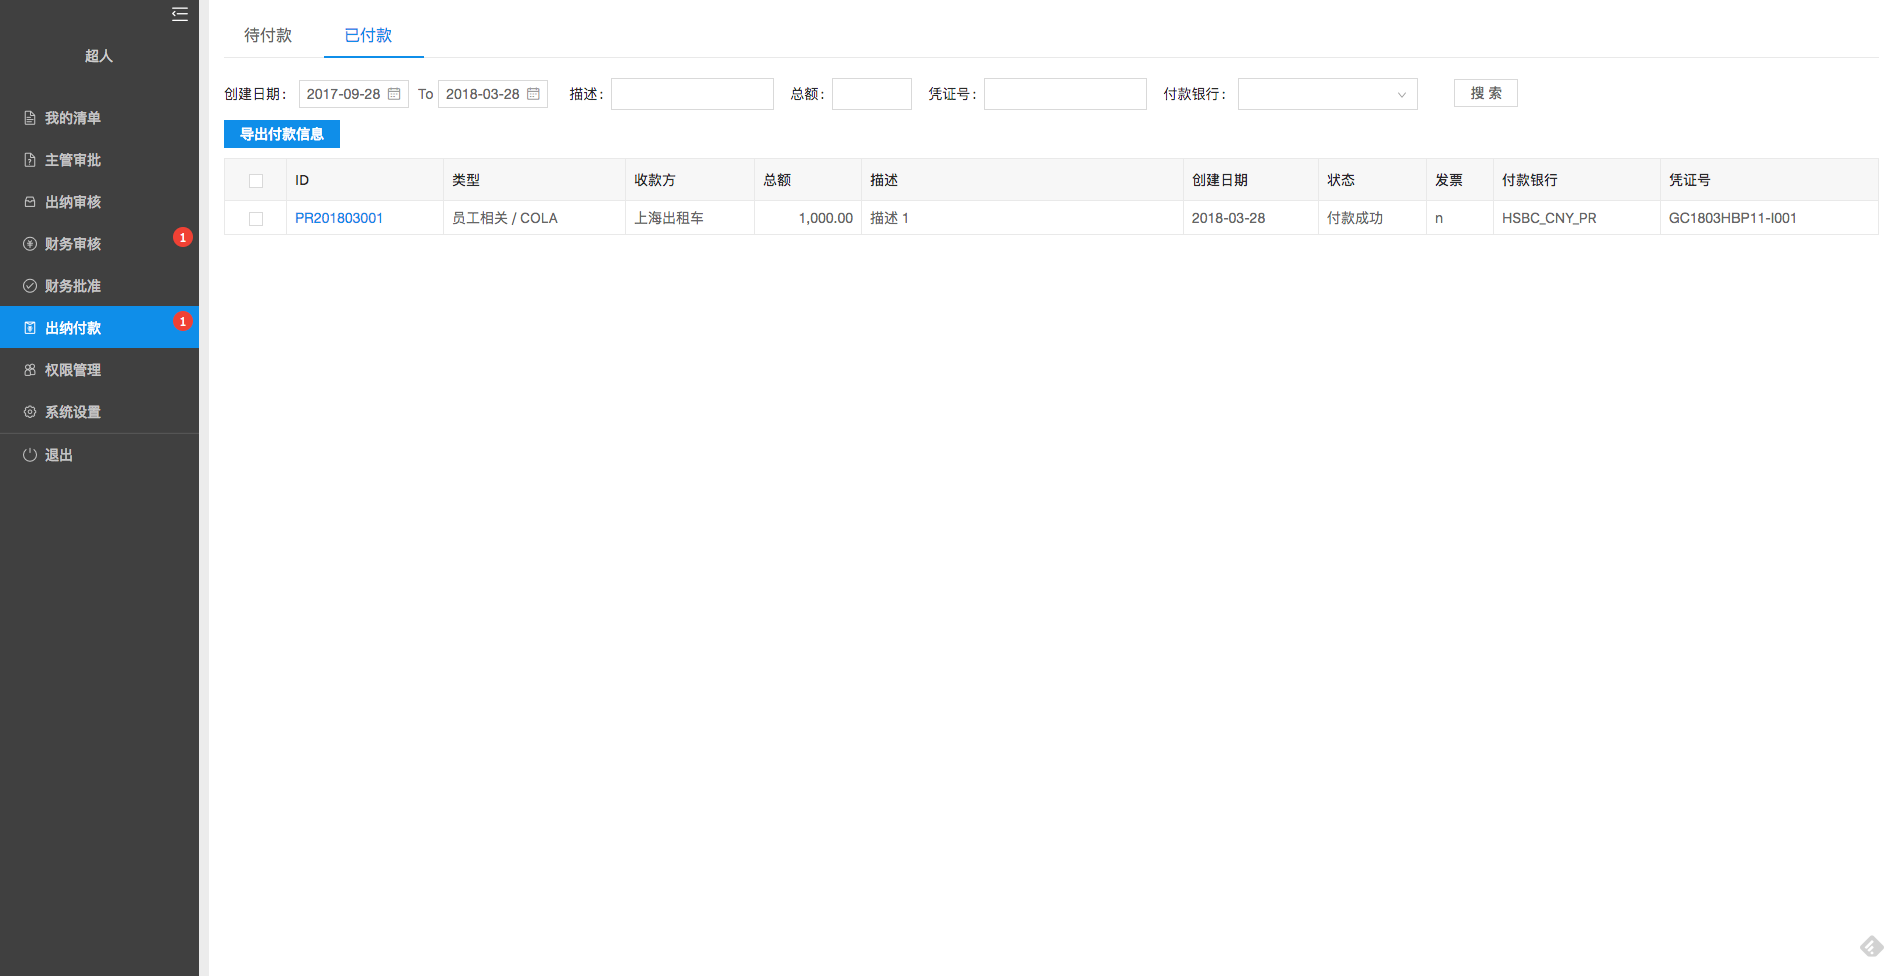 超人
我的清单
主管审批
出纳审核
财务审核 1
财务批准
出纳付款 1
权限管理
系统设置
退出
待付款 已付款
创建日期： 2017-09-28 To 2018-03-28 描述： 总额： 凭证号： 付款银行： 搜 索
导出付款信息
ID 类型 收款方 总额 描述 创建日期 状态 发票 付款银行 凭证号
PR201803001 员工相关 / COLA 上海出租车 1,000.00 描述 1 2018-03-28 付款成功 n HSBC_CNY_PR GC1803HBP11-I001